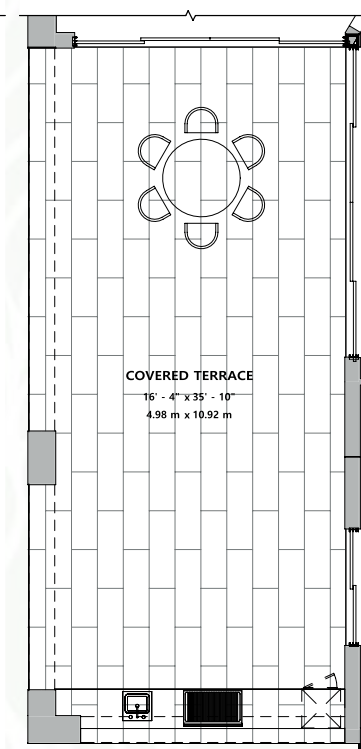 COVERED TERRACE
16' - 4" x 35' - 10"
4.98 m x 10.92 m